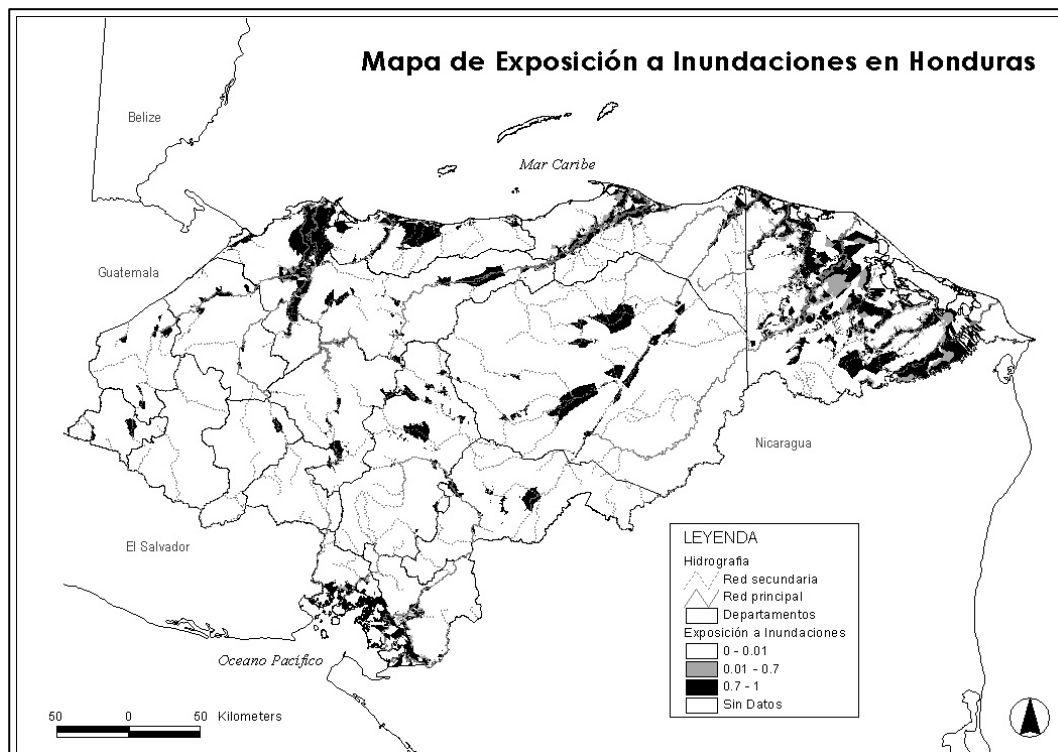 Mapa de Exposición a Inundaciones en Honduras
Belize
Mar Caribe
Guatemala
Nicaragua
El Salvador
Oceano Pacífico
LEYENDA
Hidrografia
Red secundaria
Red principal
Departamentos
Exposición a Inundaciones
0 - 0.01
0.01 - 0.7
0.7 - 1
Sin Datos
50 0 50 Kilometers